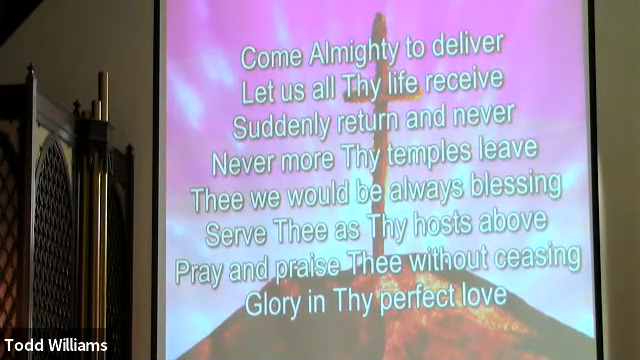 Come Almighty to deliver
Let us all Thy life receive
Suddenly return and never
Never more Thy temples leave
Thee we would be always blessing
Serve Thee as Thy hosts above
Pray and praise Thee without ceasing
Glory in Thy perfect love
Todd Williams